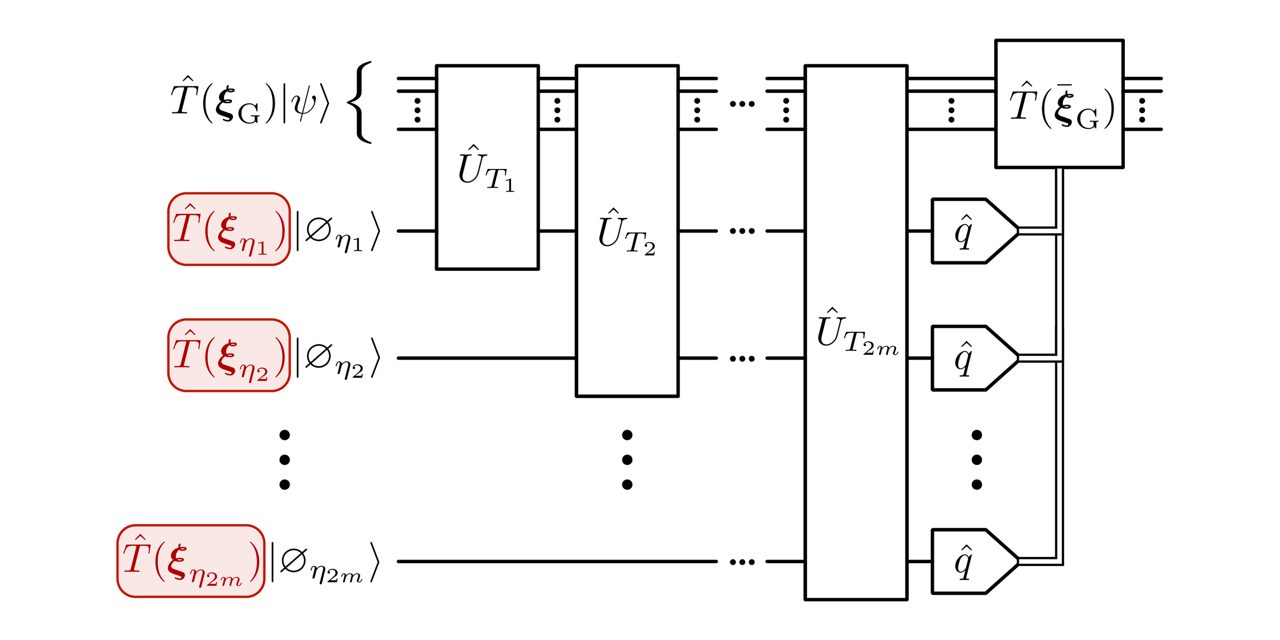 T̂(ξ_G)|ψ⟩ {
T̂(ξ̄_G)
Û_{T_1}
T̂(ξ_{η_1})|∅_{η_1}⟩
Û_{T_2}
q̂
T̂(ξ_{η_2})|∅_{η_2}⟩
Û_{T_{2m}}
q̂
T̂(ξ_{η_{2m}})|∅_{η_{2m}}⟩
q̂